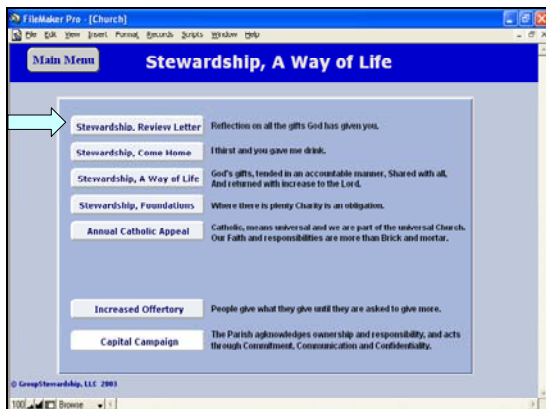 FileMaker Pro - [Church]
File Edit View Insert Format Records Scripts Window Help
Main Menu
Stewardship, A Way of Life
Stewardship, Review Letter
Reflection on all the gifts God has given you.
Stewardship, Come Home
I thirst and you gave me drink.
Stewardship, A Way of Life
God's gifts, tended in an accountable manner, Shared with all,
And returned with increase to the Lord.
Stewardship, Foundations
Where there is plenty Charity is an obligation.
Annual Catholic Appeal
Catholic, means universal and we are part of the universal Church.
Our Faith and responsibilities are more than Brick and mortar.
Increased Offertory
People give what they give until they are asked to give more.
Capital Campaign
The Parish agknowledges ownership and responsibility, and acts
through Commitment, Communication and Confidentiality.
© GroupStewardship, LLC 2003
100 Browse